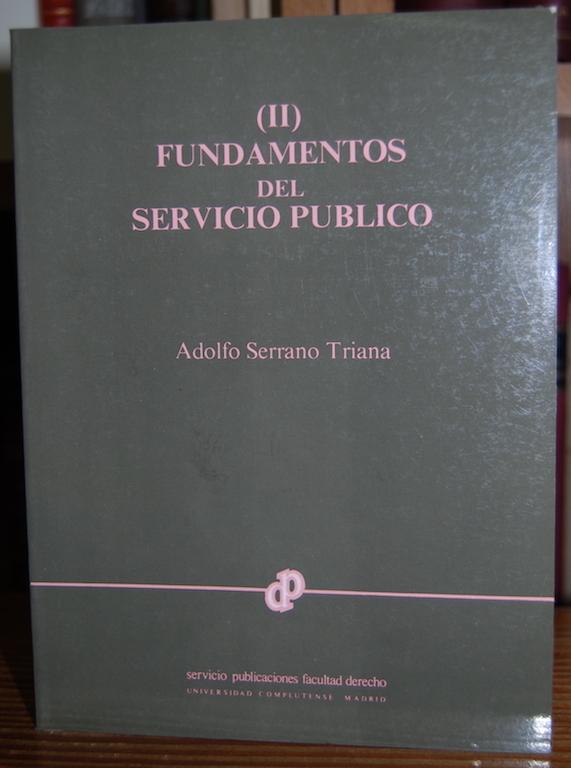 (II)
FUNDAMENTOS
DEL
SERVICIO PUBLICO
Adolfo Serrano Triana
dp
servicio publicaciones facultad derecho
UNIVERSIDAD COMPLUTENSE MADRID